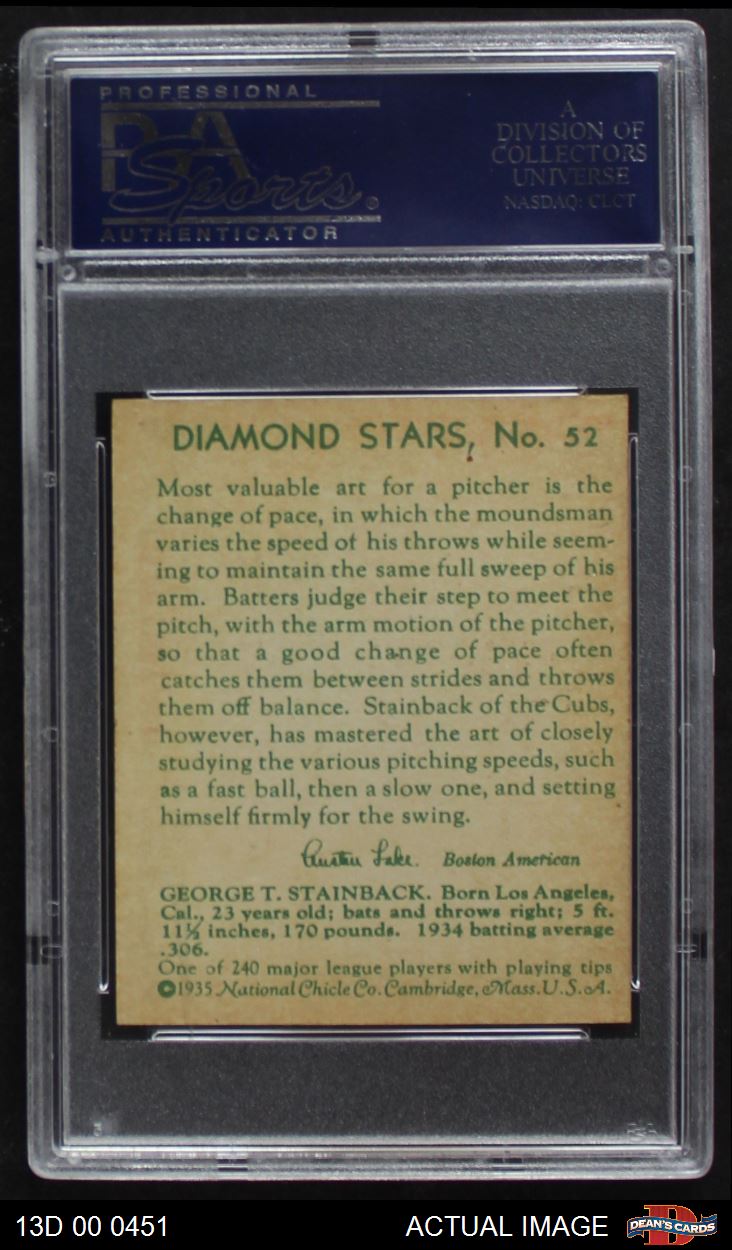 PROFESSIONAL
PSA
Sports®
AUTHENTICATOR
A
DIVISION OF
COLLECTORS
UNIVERSE
NASDAQ: CLCT
DIAMOND STARS, No. 52
Most valuable art for a pitcher is the
change of pace, in which the moundsman
varies the speed of his throws while seem-
ing to maintain the same full sweep of his
arm. Batters judge their step to meet the
pitch, with the arm motion of the pitcher,
so that a good change of pace often
catches them between strides and throws
them off balance. Stainback of the Cubs,
however, has mastered the art of closely
studying the various pitching speeds, such
as a fast ball, then a slow one, and setting
himself firmly for the swing.
Austen Lake. Boston American
GEORGE T. STAINBACK. Born Los Angeles,
Cal., 23 years old; bats and throws right; 5 ft.
11½ inches, 170 pounds. 1934 batting average
.306.
One of 240 major league players with playing tips
©1935 National Chicle Co. Cambridge, Mass. U.S.A.
13D 00 0451
ACTUAL IMAGE
DEAN'S CARDS